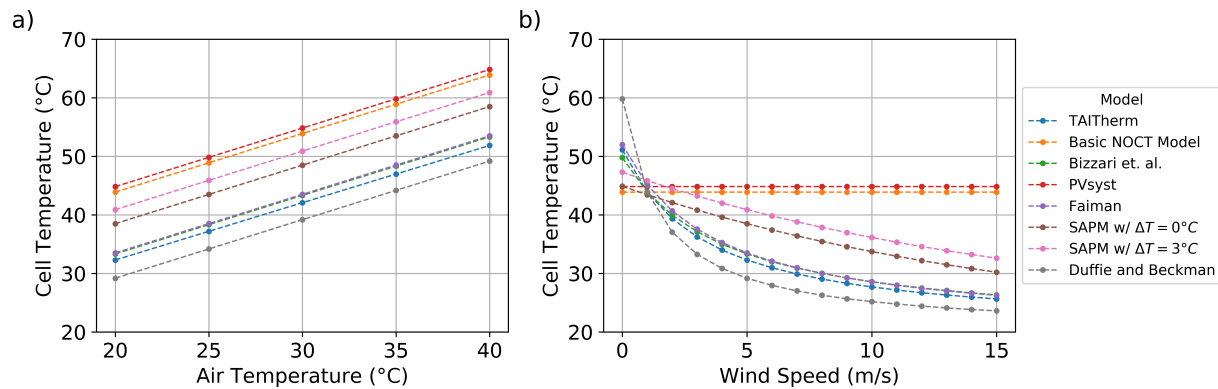 a)
70
60
50
40
30
20
Cell Temperature (°C)
20 25 30 35 40
Air Temperature (°C)
b)
70
60
50
40
30
20
Cell Temperature (°C)
0 5 10 15
Wind Speed (m/s)
Model
TAITherm
Basic NOCT Model
Bizzari et. al.
PVsyst
Faiman
SAPM w/ ΔT = 0°C
SAPM w/ ΔT = 3°C
Duffie and Beckman